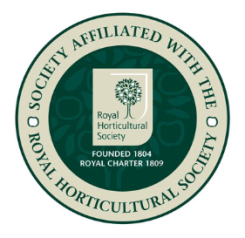 SOCIETY AFFILIATED WITH THE
ROYAL HORTICULTURAL SOCIETY
Royal
Horticultural
Society
FOUNDED 1804
ROYAL CHARTER 1809